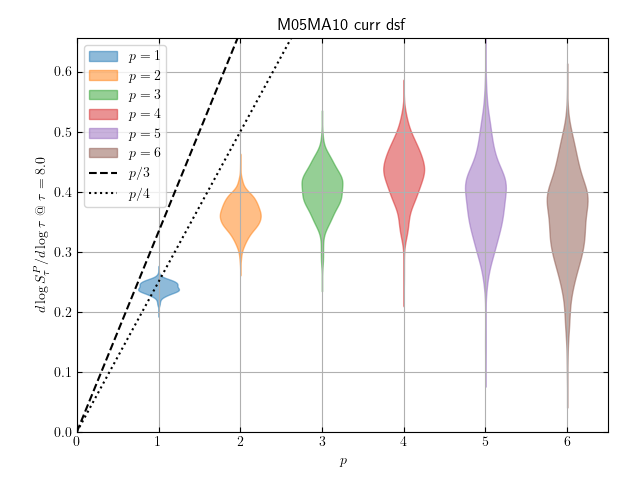 M05MA10 curr dsf
p = 1
p = 2
p = 3
p = 4
p = 5
p = 6
p/3
p/4
d log S_τ^P / d log τ @ τ = 8.0
0.6
0.5
0.4
0.3
0.2
0.1
0.0
0 1 2 3 4 5 6
p